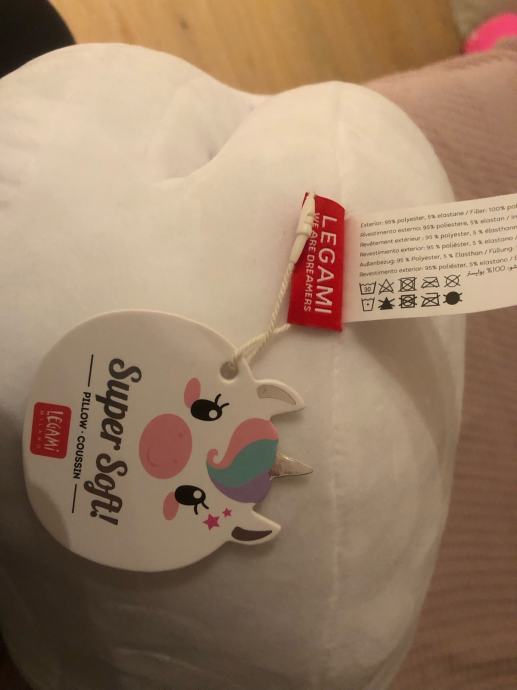 LEGAMI
WE ARE DREAMERS
Exterior: 95% polyester, 5% elastane / Filler: 100%
Rivestimento esterno: 95% poliestere, 5% elastan /
Revêtement extérieur : 95 % polyester, 5 % élasthanne
Revestimiento exterior: 95% poliéster, 5% elastano /
Außenbezug: 95 % Polyester, 5 % Elasthan / Füllung
Revestimento exterior: 95% poliéster, 5% elastano /
30
Super Soft!
PILLOW · COUSSIN
LEGAMI
MILANO